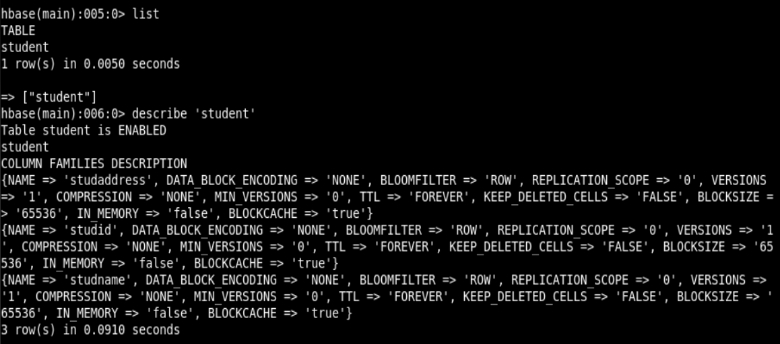 hbase(main):005:0> list
TABLE
student
1 row(s) in 0.0050 seconds
=> ["student"]
hbase(main):006:0> describe 'student'
Table student is ENABLED
student
COLUMN FAMILIES DESCRIPTION
{NAME => 'studaddress', DATA_BLOCK_ENCODING => 'NONE', BLOOMFILTER => 'ROW', REPLICATION_SCOPE => '0', VERSIONS
=> '1', COMPRESSION => 'NONE', MIN_VERSIONS => '0', TTL => 'FOREVER', KEEP_DELETED_CELLS => 'FALSE', BLOCKSIZE =
> '65536', IN_MEMORY => 'false', BLOCKCACHE => 'true'}
{NAME => 'studid', DATA_BLOCK_ENCODING => 'NONE', BLOOMFILTER => 'ROW', REPLICATION_SCOPE => '0', VERSIONS => '1
', COMPRESSION => 'NONE', MIN_VERSIONS => '0', TTL => 'FOREVER', KEEP_DELETED_CELLS => 'FALSE', BLOCKSIZE => '65
536', IN_MEMORY => 'false', BLOCKCACHE => 'true'}
{NAME => 'studname', DATA_BLOCK_ENCODING => 'NONE', BLOOMFILTER => 'ROW', REPLICATION_SCOPE => '0', VERSIONS =>
'1', COMPRESSION => 'NONE', MIN_VERSIONS => '0', TTL => 'FOREVER', KEEP_DELETED_CELLS => 'FALSE', BLOCKSIZE => '
65536', IN_MEMORY => 'false', BLOCKCACHE => 'true'}
3 row(s) in 0.0910 seconds